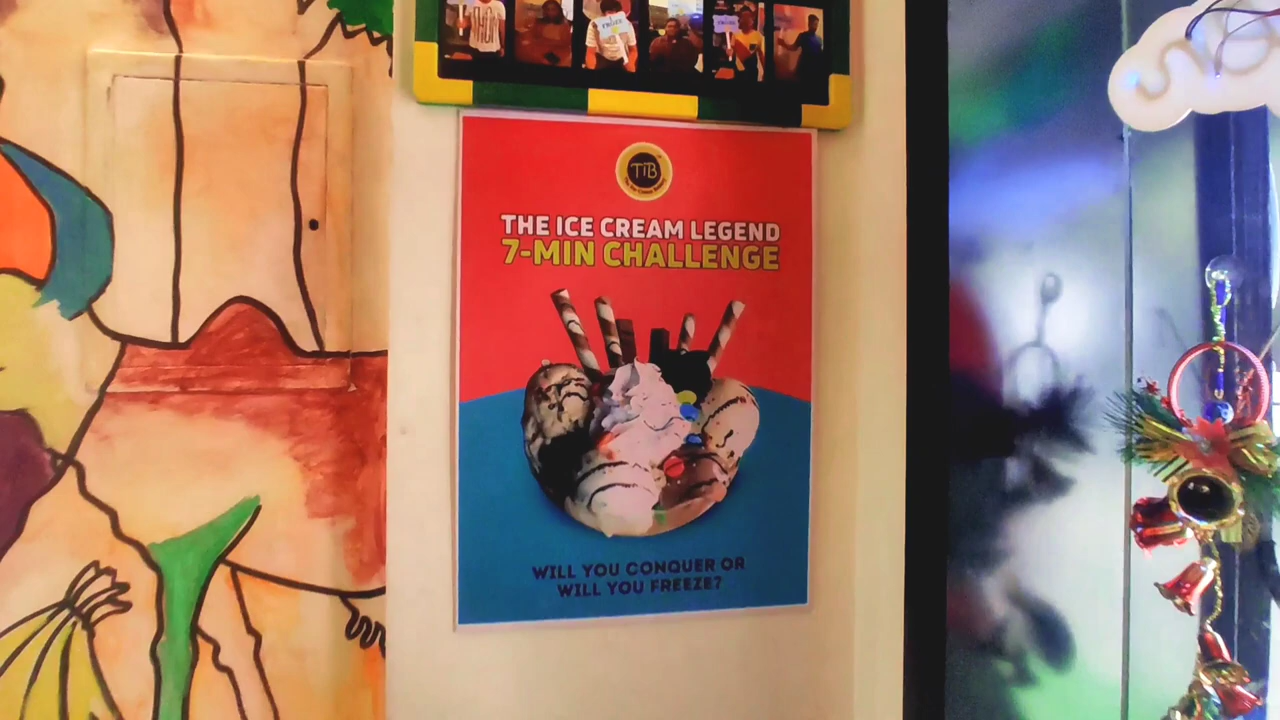 TIB
THE ICE CREAM LEGEND
7-MIN CHALLENGE
WILL YOU CONQUER OR
WILL YOU FREEZE?